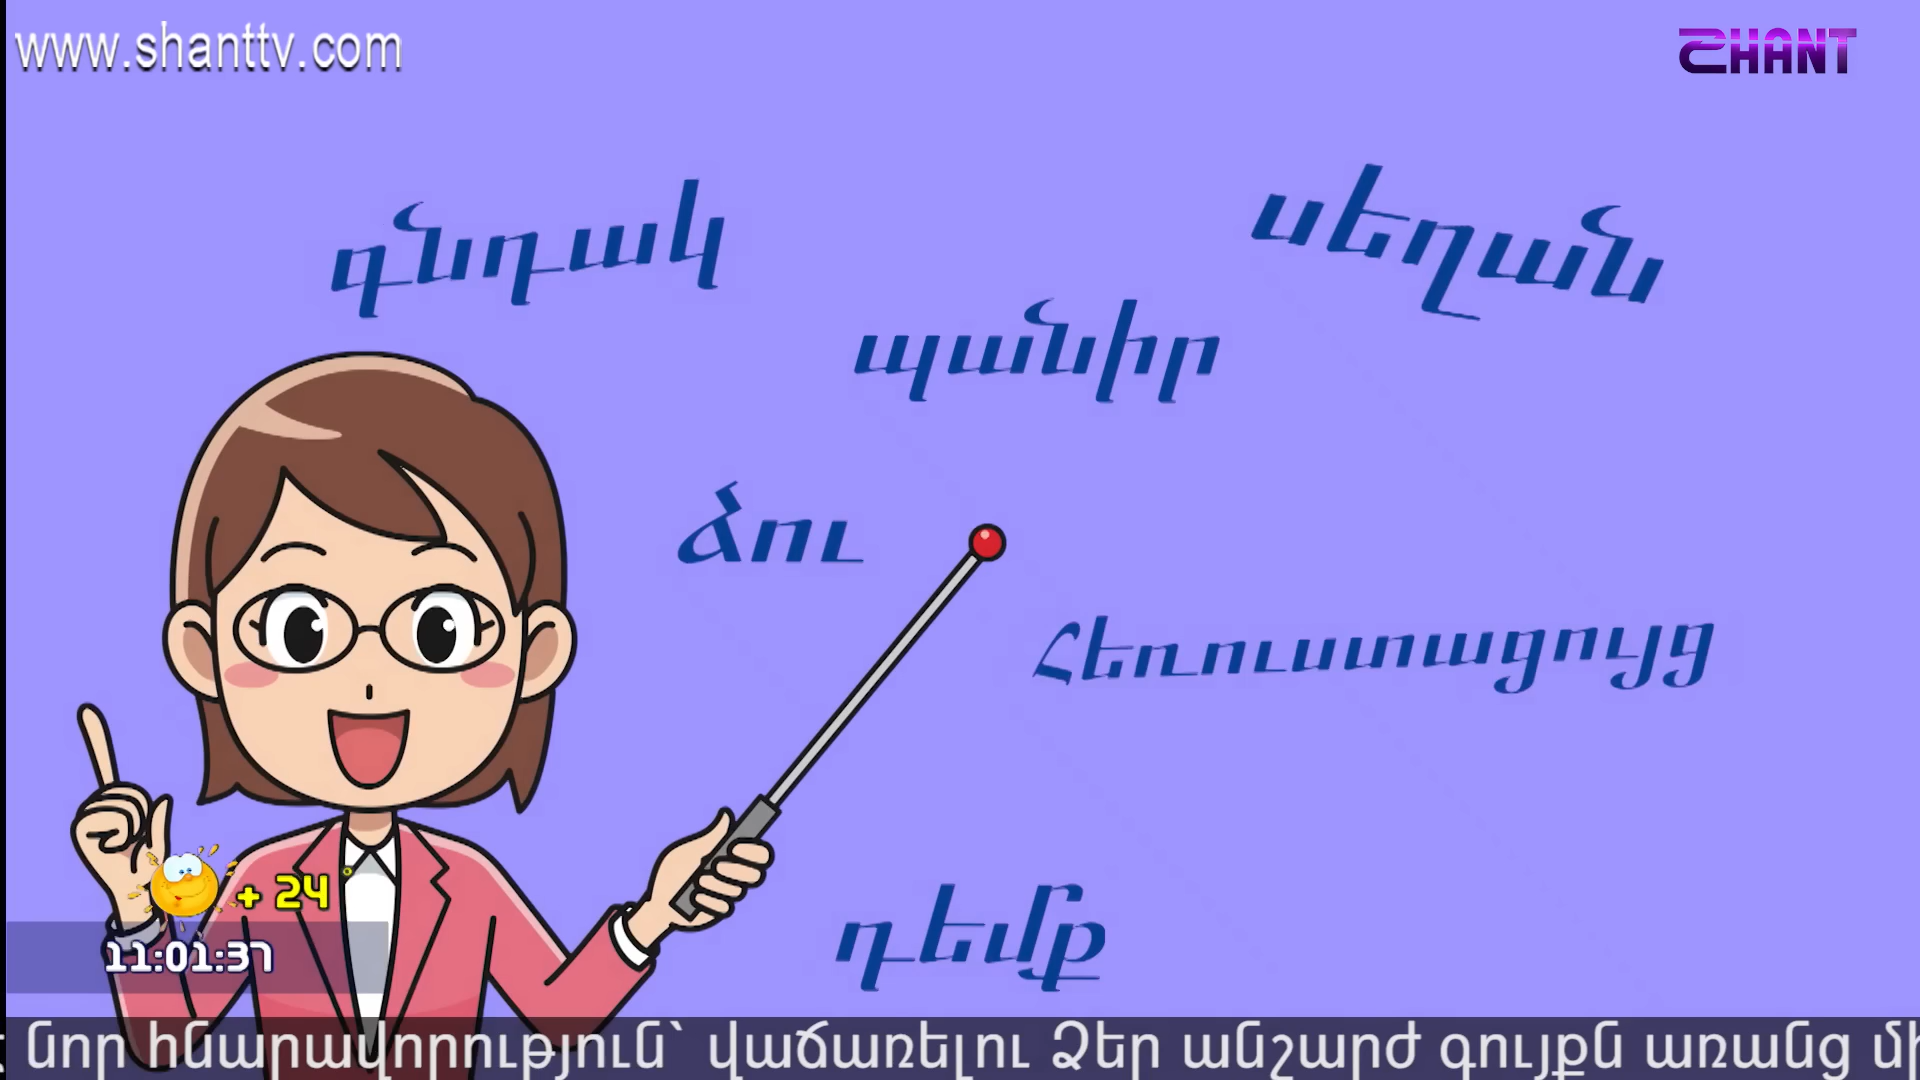 www.shanttv.com
SHANT
գնդակ
սեղան
պանիր
ձու
Հեռուստացույց
դեմք
+ 24
11:01:37
նոր հնարավորություն՝ վաճառելու Ձեր անշարժ գույքն առանց մի